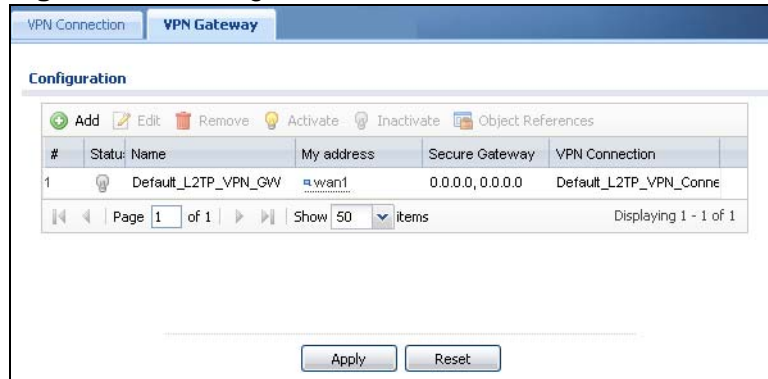 VPN Connection VPN Gateway
Configuration
Add Edit Remove Activate Inactivate Object References
# Statu: Name My address Secure Gateway VPN Connection
1 Default_L2TP_VPN_GW wan1 0.0.0.0, 0.0.0.0 Default_L2TP_VPN_Conne
Page 1 of 1 Show 50 items Displaying 1 - 1 of 1
Apply Reset